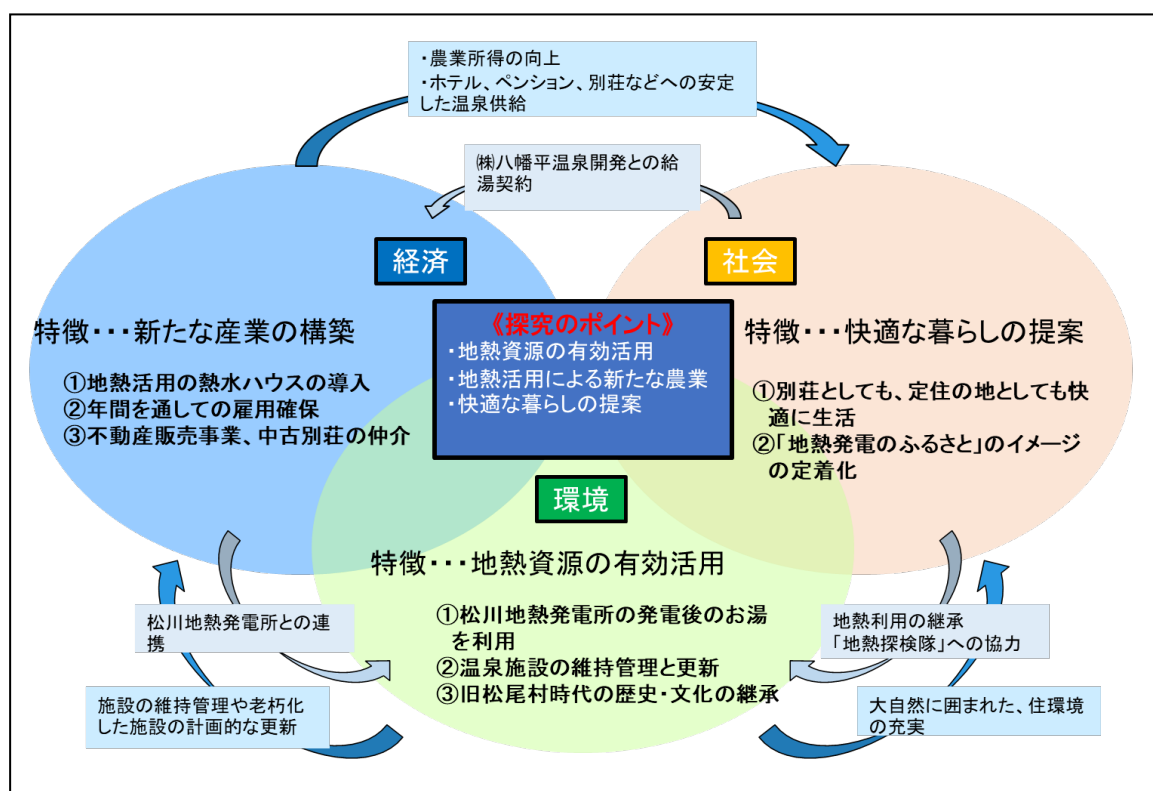 ・農業所得の向上
・ホテル、ペンション、別荘などへの安定
した温泉供給
㈱八幡平温泉開発との給
湯契約
経済
社会
《探究のポイント》
・地熱資源の有効活用
・地熱活用による新たな農業
・快適な暮らしの提案
特徴・・・新たな産業の構築
①地熱活用の熱水ハウスの導入
②年間を通しての雇用確保
③不動産販売事業、中古別荘の仲介
特徴・・・快適な暮らしの提案
①別荘としても、定住の地としても快
適に生活
②「地熱発電のふるさと」のイメージ
の定着化
環境
特徴・・・地熱資源の有効活用
①松川地熱発電所の発電後のお湯
を利用
②温泉施設の維持管理と更新
③旧松尾村時代の歴史・文化の継承
松川地熱発電所との連
携
地熱利用の継承
「地熱探検隊」への協力
施設の維持管理や老朽化
した施設の計画的な更新
大自然に囲まれた、住環境
の充実